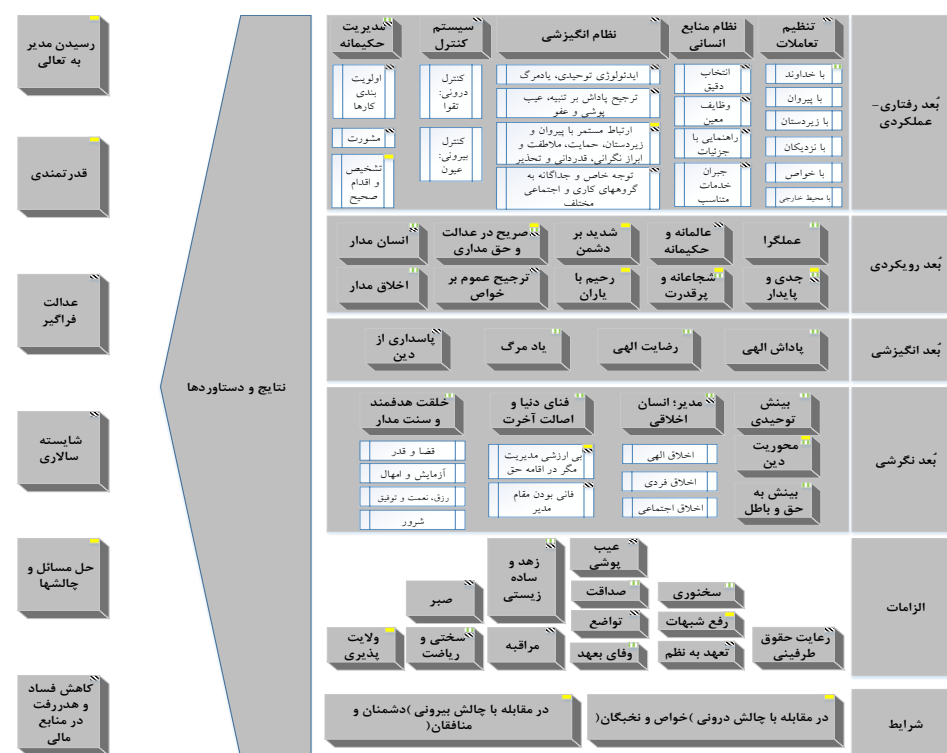 تنظیم
تعاملات
با خداوند
با پیروان
با زیردستان
با نزدیکان
با خواص
با محیط خارجی
نظام منابع
انسانی
انتخاب
دقیق
وظایف
معین
راهنمایی با
جزئیات
جبران
خدمات
متناسب
نظام انگیزشی
ایدئولوژی توحیدی، یادمرگ
ترجیح پاداش بر تنبیه، عیب
پوشی و عفو
ارتباط مستمر با پیروان و
زیردستان، حمایت، ملاطفت و
ابراز نگرانی، قدردانی و تحذیر
توجه خاص و جداگانه به
گروههای کاری و اجتماعی
مختلف
سیستم
کنترل
کنترل
درونی:
تقوا
کنترل
بیرونی:
عیون
مدیریت
حکیمانه
اولویت
بندی
کارها
مشورت
تشخیص
و اقدام
صحیح
بُعد رفتاری-
عملکردی
عملگرا
عالمانه و
حکیمانه
شدید بر
دشمن
صریح در عدالت
و حق مداری
انسان مدار
جدی و
پایدار
شجاعانه و
پرقدرت
رحیم با
یاران
ترجیح عموم بر
خواص
اخلاق مدار
بُعد رویکردی
پاداش الهی
رضایت الهی
یاد مرگ
پاسداری از
دین
بُعد انگیزشی
بینش
توحیدی
محوریت
دین
بینش به
حق و باطل
مدیر؛ انسان
اخلاقی
اخلاق الهی
اخلاق فردی
اخلاق اجتماعی
فنای دنیا و
اصالت آخرت
بی ارزشی مدیریت
مگر در اقامه حق
فانی بودن مقام
مدیر
خلقت هدفمند
و سنت مدار
قضا و قدر
آزمایش و امهال
رزق، نعمت و توفیق
شرور
بُعد نگرشی
عیب
پوشی
زهد و
ساده
زیستی
صداقت
سخنوری
صبر
تواضع
رفع شبهات
رعایت حقوق
طرفینی
تعهد به نظم
وفای بعهد
مراقبه
سختی و
ریاضت
ولایت
پذیری
الزامات
در مقابله با چالش درونی )خواص و نخبگان(
در مقابله با چالش بیرونی )دشمنان و
منافقان(
شرایط
نتایج و دستاوردها
رسیدن مدیر
به تعالی
قدرتمندی
عدالت
فراگیر
شایسته
سالاری
حل مسائل و
چالشها
کاهش فساد
و هدررفت
در منابع
مالی